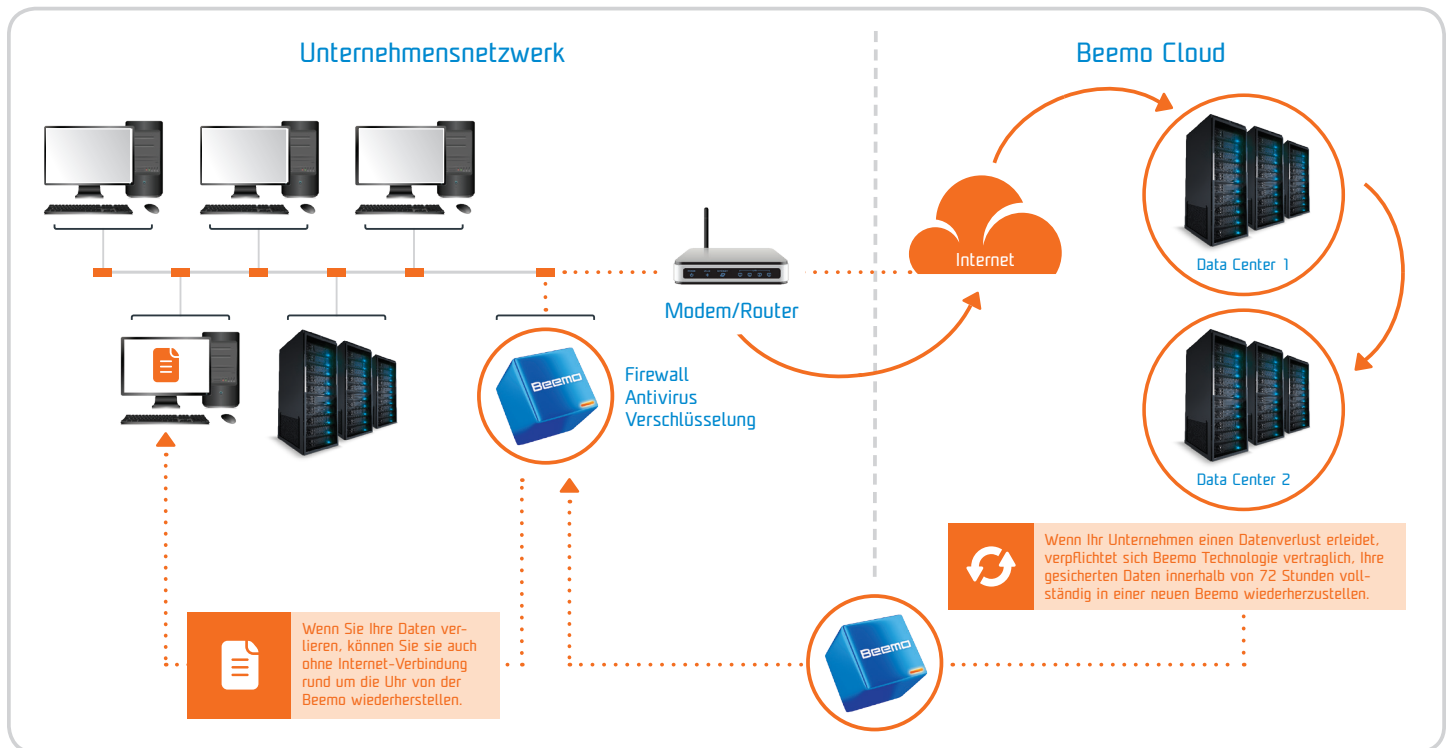 Unternehmensnetzwerk
Beemo Cloud
Internet
Data Center 1
Modem/Router
Beemo
Firewall
Antivirus
Verschlüsselung
Data Center 2
Wenn Ihr Unternehmen einen Datenverlust erleidet,
verpflichtet sich Beemo Technologie vertraglich, Ihre
gesicherten Daten innerhalb von 72 Stunden voll-
ständig in einer neuen Beemo wiederherzustellen.
Wenn Sie Ihre Daten ver-
lieren, können Sie sie auch
ohne Internet-Verbindung
rund um die Uhr von der
Beemo wiederherstellen.
Beemo